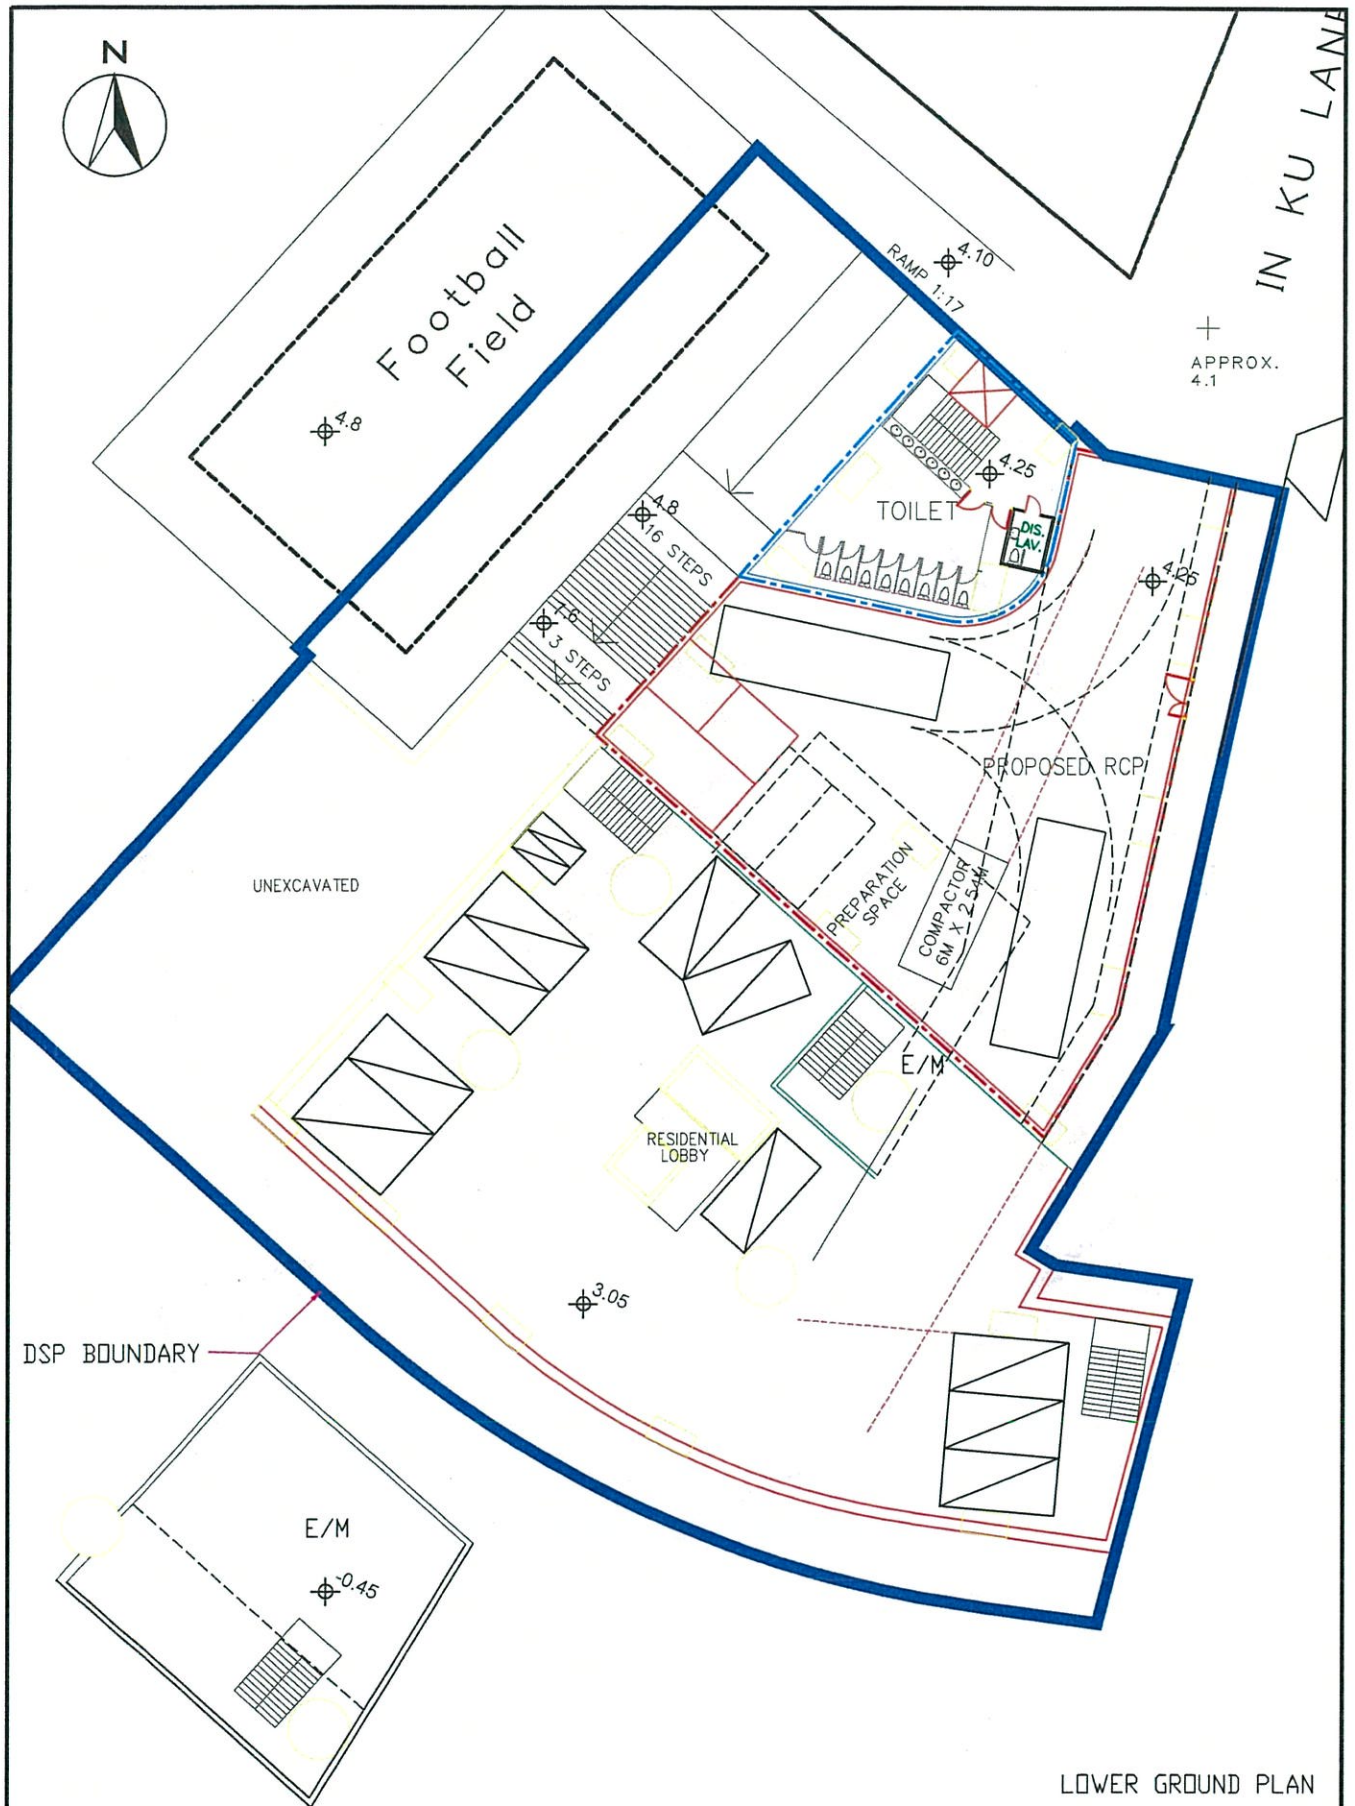 N
IN KU LANE
Football
Field
4.8
RAMP 1:17
4.10
APPROX.
4.1
4.25
TOILET
DIS.
LAV.
4.8
16 STEPS
4.25
7.6
3 STEPS
PROPOSED RCP
PREPARATION
SPACE
COMPACTOR
6M X 2.54M
UNEXCAVATED
E/M
RESIDENTIAL
LOBBY
3.05
DSP BOUNDARY
E/M
-0.45
LOWER GROUND PLAN